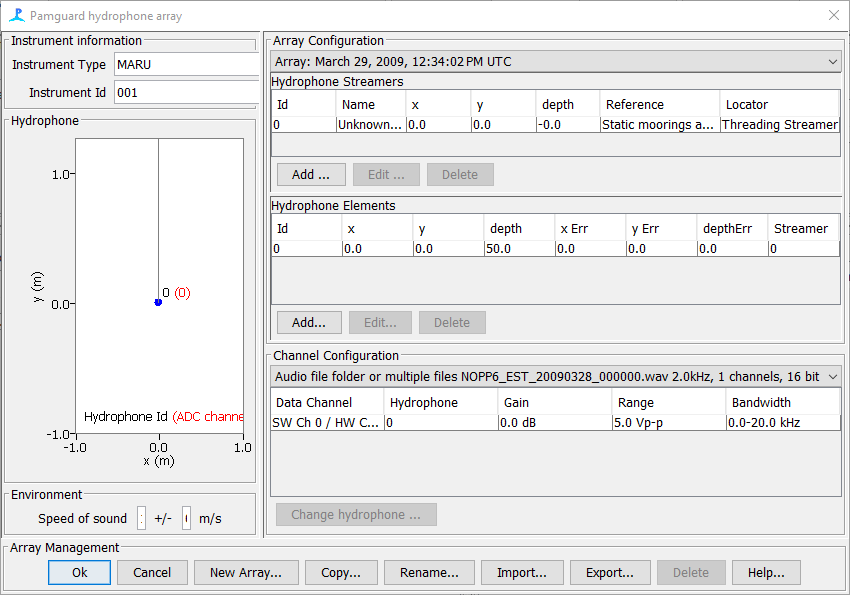 Pamguard hydrophone array
Instrument information
Instrument Type MARU
Instrument Id 001
Hydrophone
1.0
0.0
-1.0
y (m)
0 (0)
Hydrophone Id (ADC channe
-1.0 0.0 1.0
x (m)
Environment
Speed of sound +/- m/s
Array Configuration
Array: March 29, 2009, 12:34:02 PM UTC
Hydrophone Streamers
Id Name x y depth Reference Locator
0 Unknown... 0.0 0.0 -0.0 Static moorings a... Threading Streamer
Add ... Edit ... Delete
Hydrophone Elements
Id x y depth x Err y Err depthErr Streamer
0 0.0 0.0 50.0 0.0 0.0 0.0 0
Add... Edit... Delete
Channel Configuration
Audio file folder or multiple files NOPP6_EST_20090328_000000.wav 2.0kHz, 1 channels, 16 bit
Data Channel Hydrophone Gain Range Bandwidth
SW Ch 0 / HW C... 0 0.0 dB 5.0 Vp-p 0.0-20.0 kHz
Change hydrophone ...
Array Management
Ok Cancel New Array... Copy... Rename... Import... Export... Delete Help...